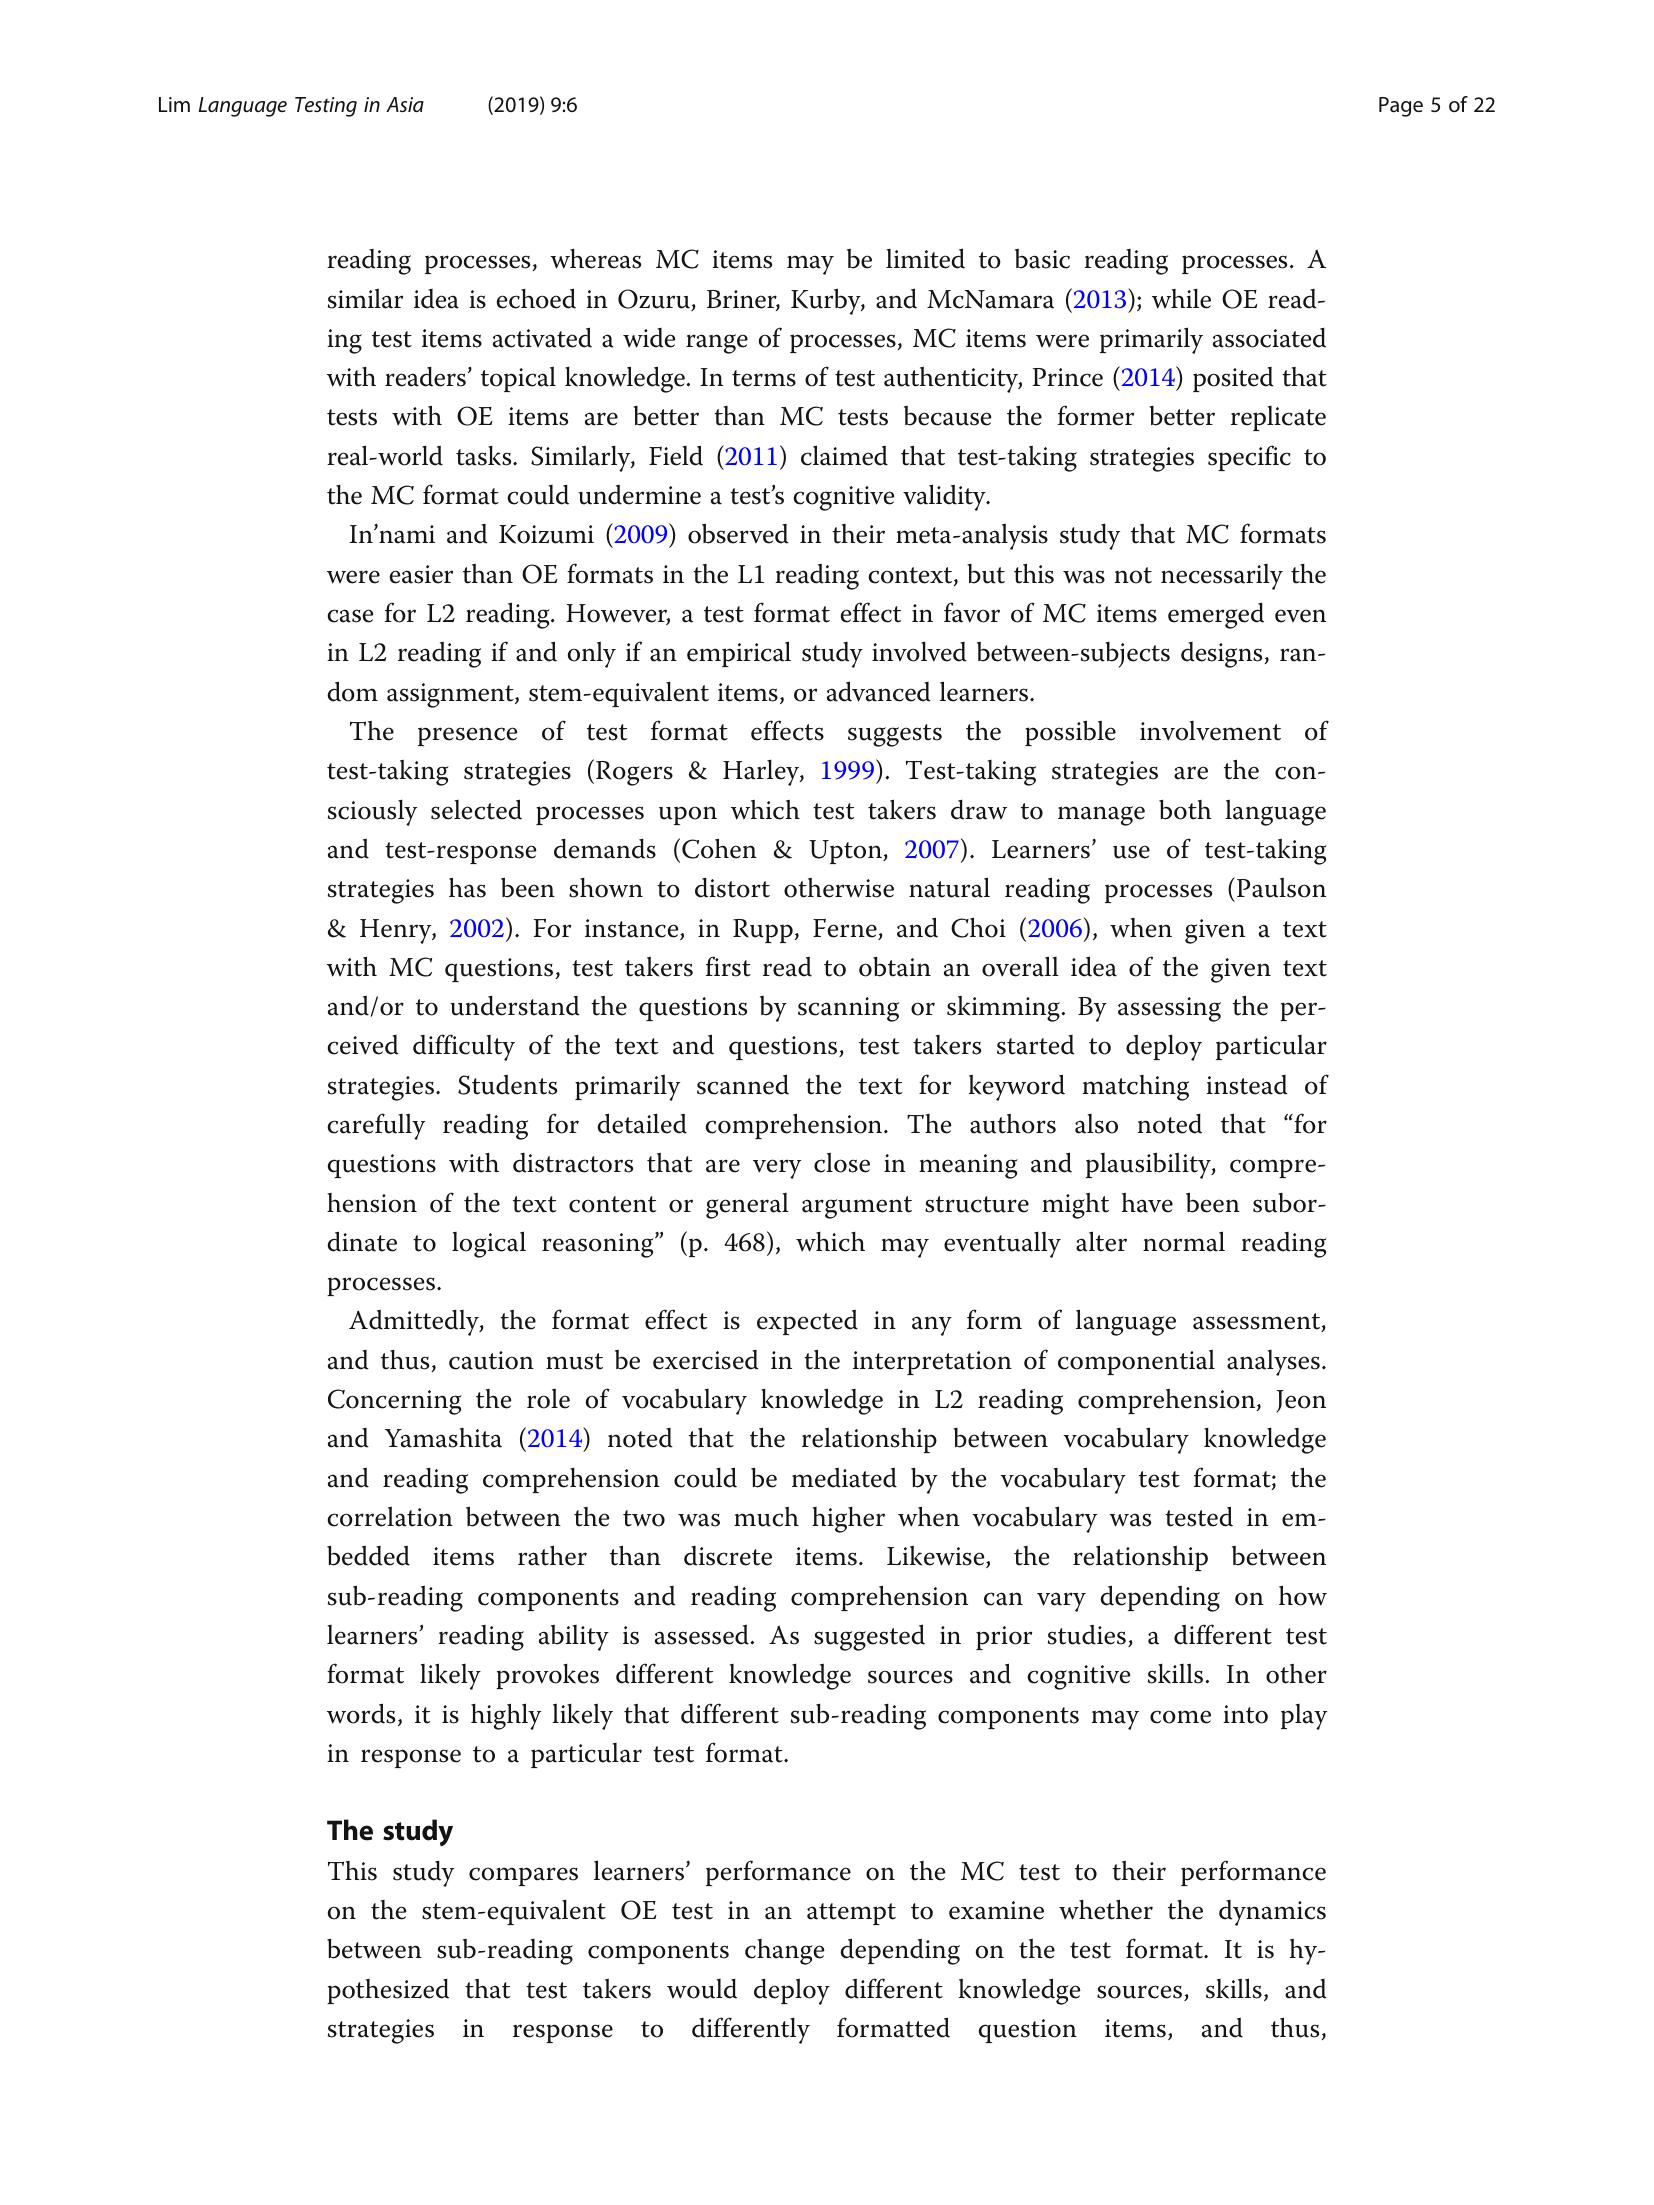 Lim Language Testing in Asia (2019) 9:6 Page 5 of 22
reading processes, whereas MC items may be limited to basic reading processes. A
similar idea is echoed in Ozuru, Briner, Kurby, and McNamara (2013); while OE read-
ing test items activated a wide range of processes, MC items were primarily associated
with readers’ topical knowledge. In terms of test authenticity, Prince (2014) posited that
tests with OE items are better than MC tests because the former better replicate
real-world tasks. Similarly, Field (2011) claimed that test-taking strategies specific to
the MC format could undermine a test’s cognitive validity.
In’nami and Koizumi (2009) observed in their meta-analysis study that MC formats
were easier than OE formats in the L1 reading context, but this was not necessarily the
case for L2 reading. However, a test format effect in favor of MC items emerged even
in L2 reading if and only if an empirical study involved between-subjects designs, ran-
dom assignment, stem-equivalent items, or advanced learners.
The presence of test format effects suggests the possible involvement of
test-taking strategies (Rogers & Harley, 1999). Test-taking strategies are the con-
sciously selected processes upon which test takers draw to manage both language
and test-response demands (Cohen & Upton, 2007). Learners’ use of test-taking
strategies has been shown to distort otherwise natural reading processes (Paulson
& Henry, 2002). For instance, in Rupp, Ferne, and Choi (2006), when given a text
with MC questions, test takers first read to obtain an overall idea of the given text
and/or to understand the questions by scanning or skimming. By assessing the per-
ceived difficulty of the text and questions, test takers started to deploy particular
strategies. Students primarily scanned the text for keyword matching instead of
carefully reading for detailed comprehension. The authors also noted that “for
questions with distractors that are very close in meaning and plausibility, compre-
hension of the text content or general argument structure might have been subor-
dinate to logical reasoning” (p. 468), which may eventually alter normal reading
processes.
Admittedly, the format effect is expected in any form of language assessment,
and thus, caution must be exercised in the interpretation of componential analyses.
Concerning the role of vocabulary knowledge in L2 reading comprehension, Jeon
and Yamashita (2014) noted that the relationship between vocabulary knowledge
and reading comprehension could be mediated by the vocabulary test format; the
correlation between the two was much higher when vocabulary was tested in em-
bedded items rather than discrete items. Likewise, the relationship between
sub-reading components and reading comprehension can vary depending on how
learners’ reading ability is assessed. As suggested in prior studies, a different test
format likely provokes different knowledge sources and cognitive skills. In other
words, it is highly likely that different sub-reading components may come into play
in response to a particular test format.
The study
This study compares learners’ performance on the MC test to their performance
on the stem-equivalent OE test in an attempt to examine whether the dynamics
between sub-reading components change depending on the test format. It is hy-
pothesized that test takers would deploy different knowledge sources, skills, and
strategies in response to differently formatted question items, and thus,